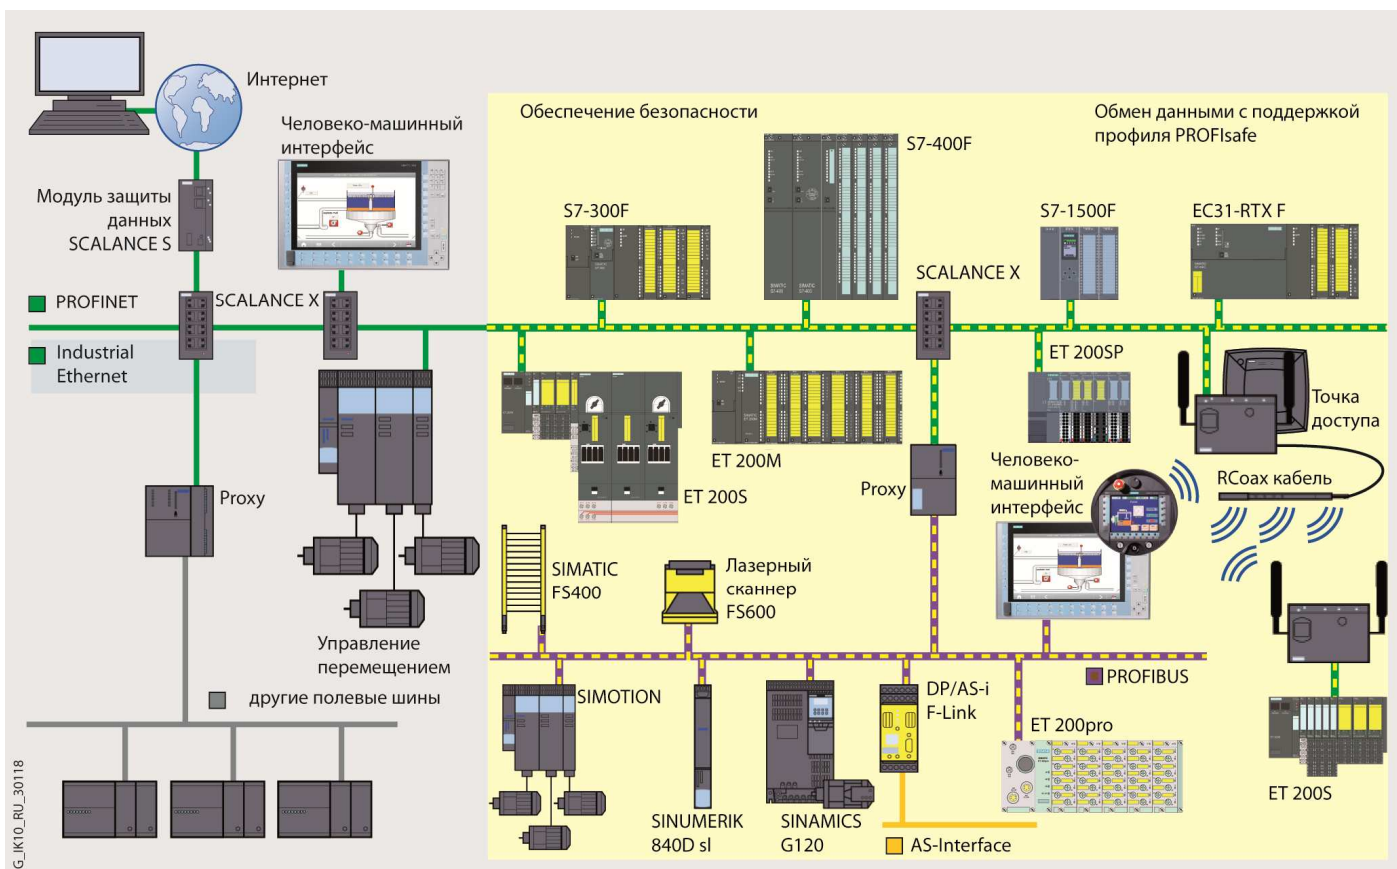 Интернет
Человеко-машинный
интерфейс
Модуль защиты
данных
SCALANCE S
PROFINET
SCALANCE X
Industrial
Ethernet
Proxy
Управление
перемещением
другие полевые шины
G_IK10_RU_30118
Обеспечение безопасности
Обмен данными с поддержкой
профиля PROFIsafe
S7-400F
S7-300F
S7-1500F
EC31-RTX F
SCALANCE X
ET 200SP
Точка
доступа
ET 200M
ET 200S
Proxy
Человеко-
машинный
интерфейс
RCoax кабель
SIMATIC
FS400
Лазерный
сканнер
FS600
PROFIBUS
SIMOTION
DP/AS-i
F-Link
ET 200pro
ET 200S
SINUMERIK
840D sl
SINAMICS
G120
AS-Interface